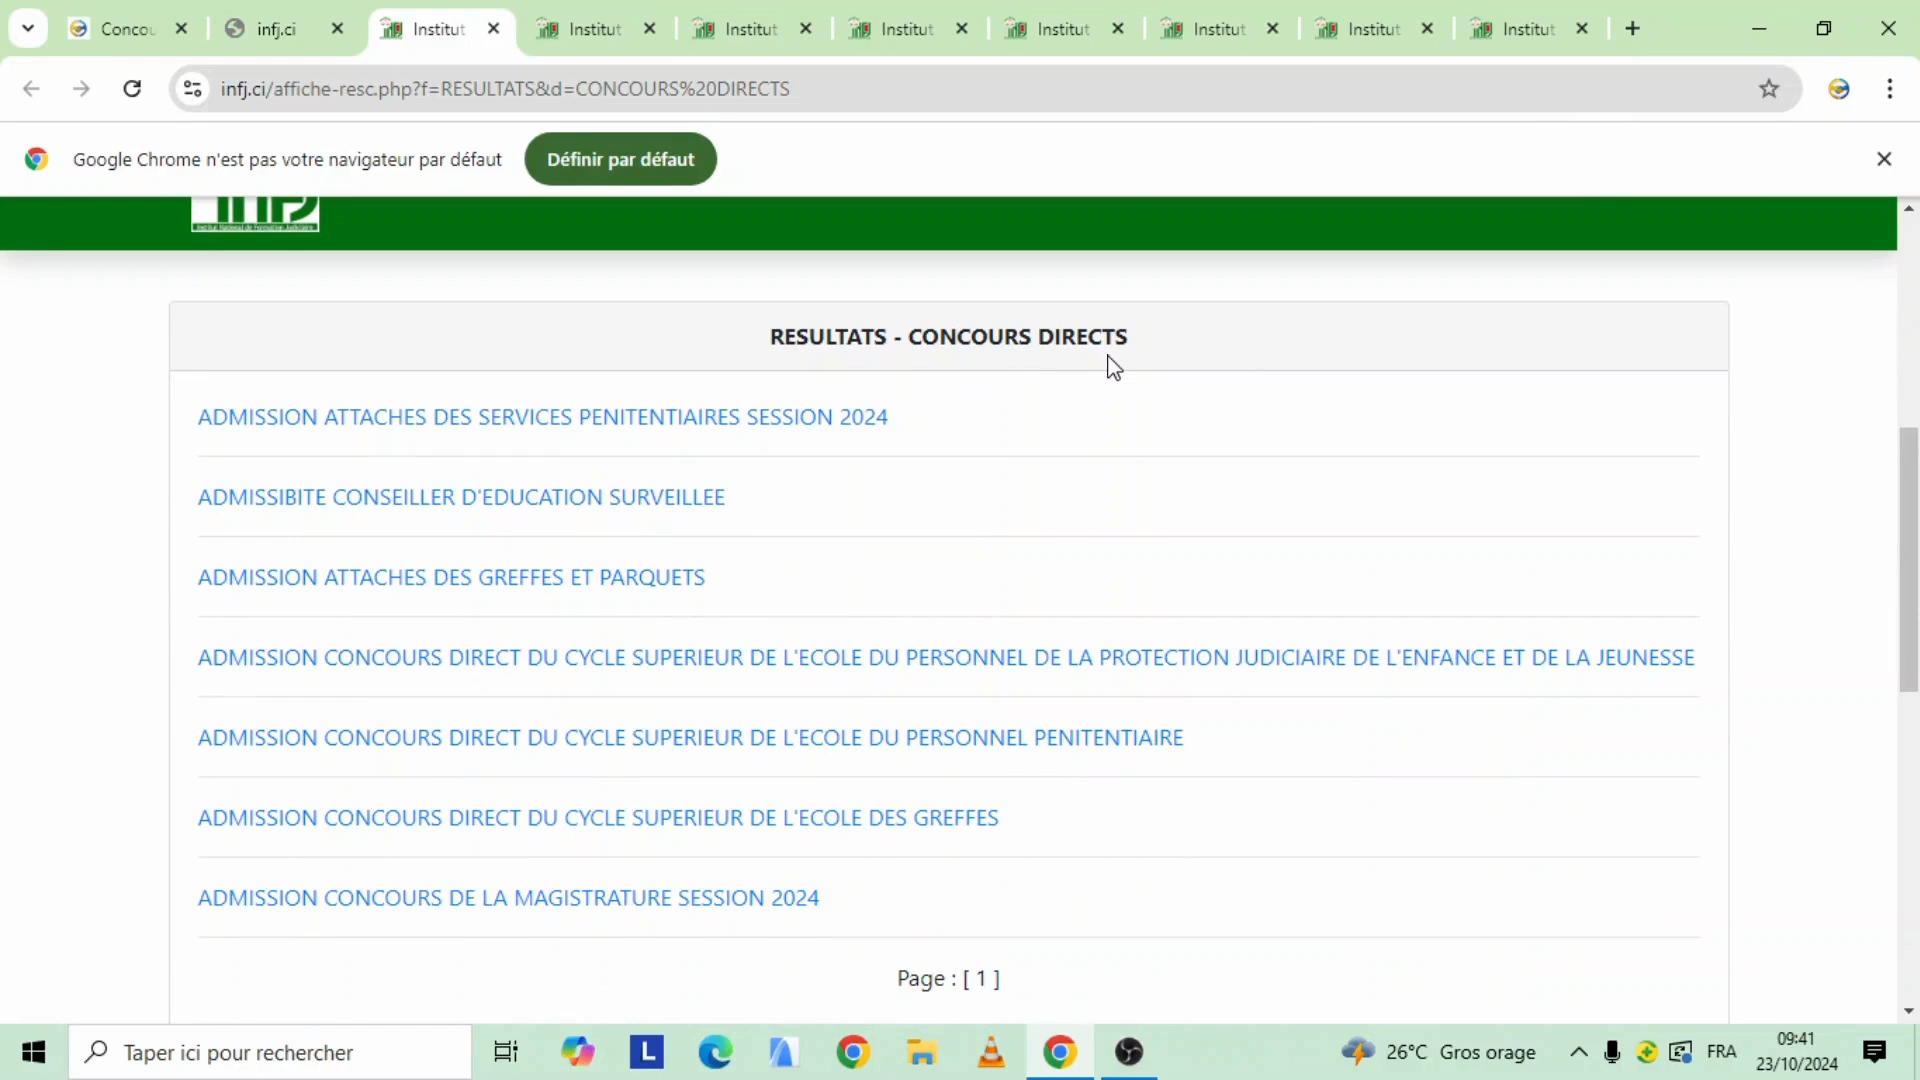 Concou
infj.ci
Institut
Institut
Institut
Institut
Institut
Institut
Institut
Institut
infj.ci/affiche-resc.php?f=RESULTATS&d=CONCOURS%20DIRECTS
Google Chrome n'est pas votre navigateur par défaut
Définir par défaut
Institut National de Formation Judiciaire
RESULTATS - CONCOURS DIRECTS
ADMISSION ATTACHES DES SERVICES PENITENTIAIRES SESSION 2024
ADMISSIBITE CONSEILLER D'EDUCATION SURVEILLEE
ADMISSION ATTACHES DES GREFFES ET PARQUETS
ADMISSION CONCOURS DIRECT DU CYCLE SUPERIEUR DE L'ECOLE DU PERSONNEL DE LA PROTECTION JUDICIAIRE DE L'ENFANCE ET DE LA JEUNESSE
ADMISSION CONCOURS DIRECT DU CYCLE SUPERIEUR DE L'ECOLE DU PERSONNEL PENITENTIAIRE
ADMISSION CONCOURS DIRECT DU CYCLE SUPERIEUR DE L'ECOLE DES GREFFES
ADMISSION CONCOURS DE LA MAGISTRATURE SESSION 2024
Page : [ 1 ]
Taper ici pour rechercher
L
26°C Gros orage
FRA
09:41
23/10/2024